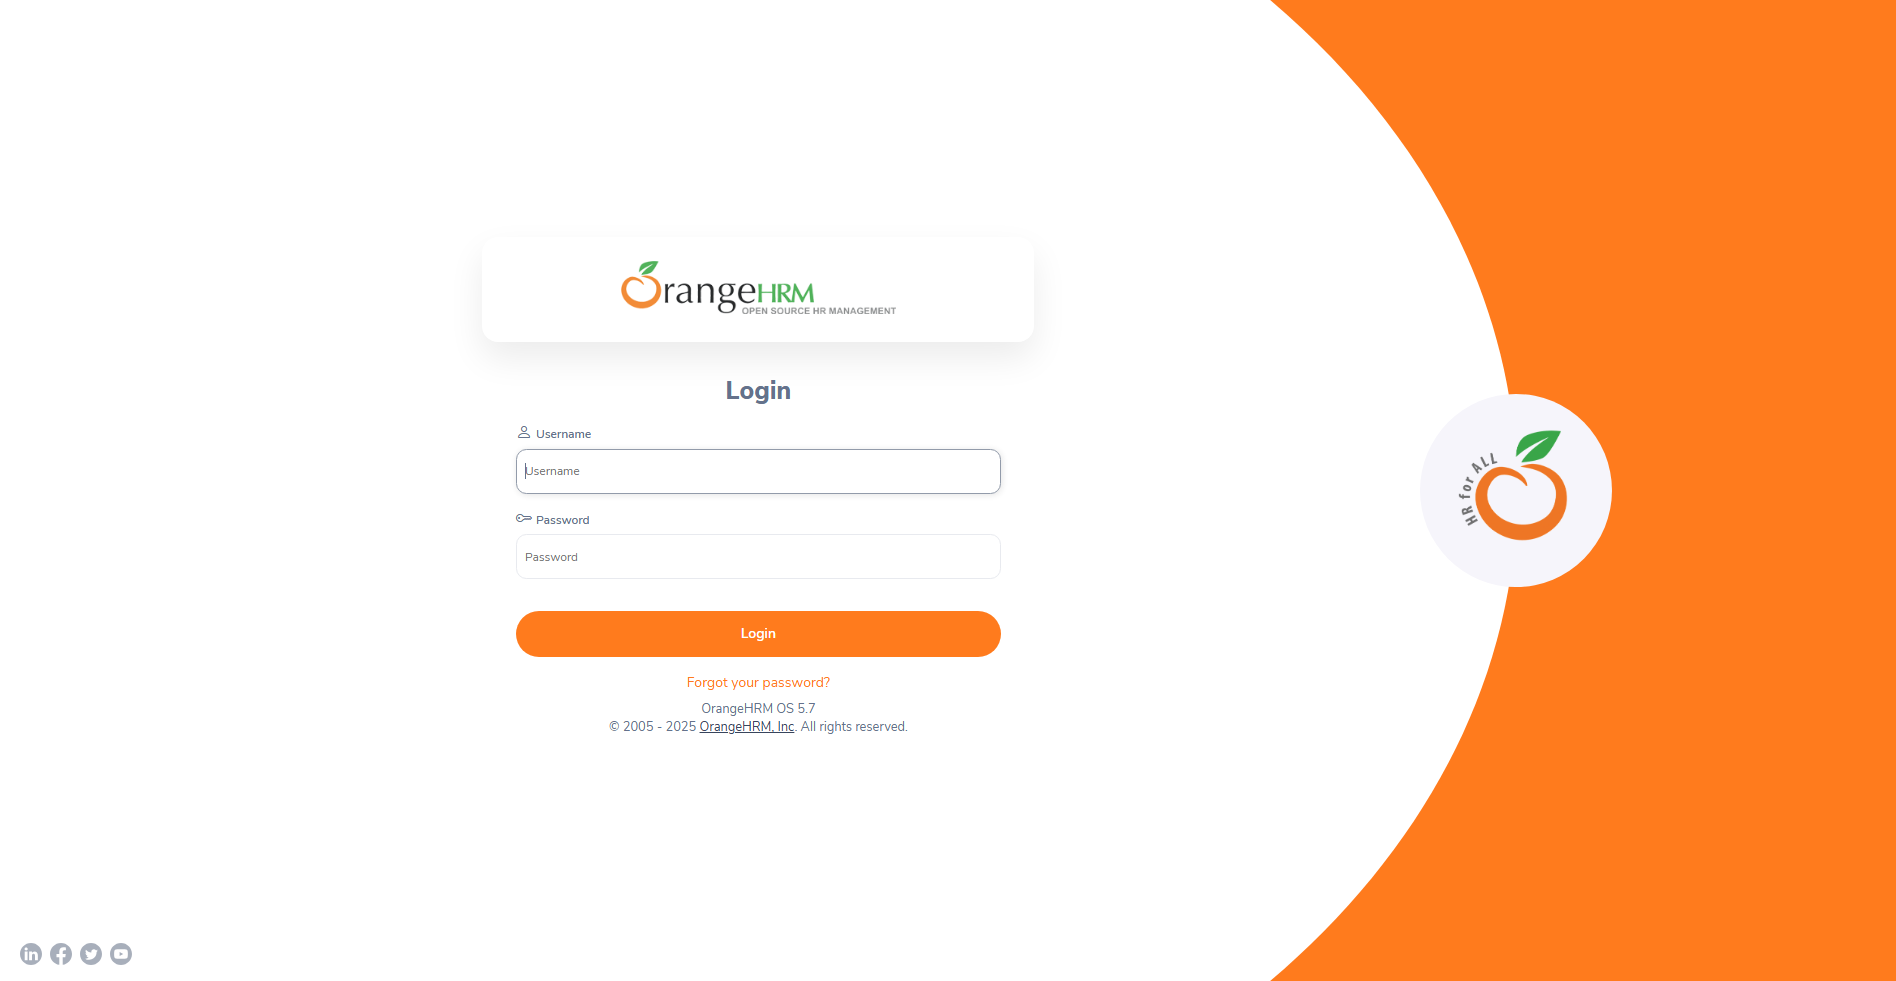 OrangeHRM
OPEN SOURCE HR MANAGEMENT
Login
Username
Username
Password
Password
Login
Forgot your password?
OrangeHRM OS 5.7
© 2005 - 2025 OrangeHRM, Inc. All rights reserved.
HR for ALL